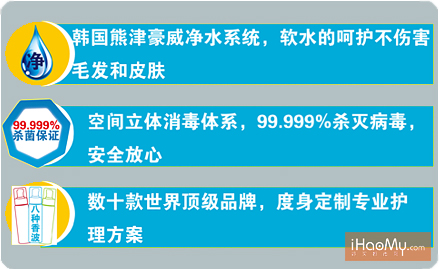 净
韩国熊津豪威净水系统，软水的呵护不伤害
毛发和皮肤
99.999%
杀菌保证
空间立体消毒体系，99.999%杀灭病毒，
安全放心
八种香波
数十款世界顶级品牌，度身定制专业护
理方案
iHaoMu.com